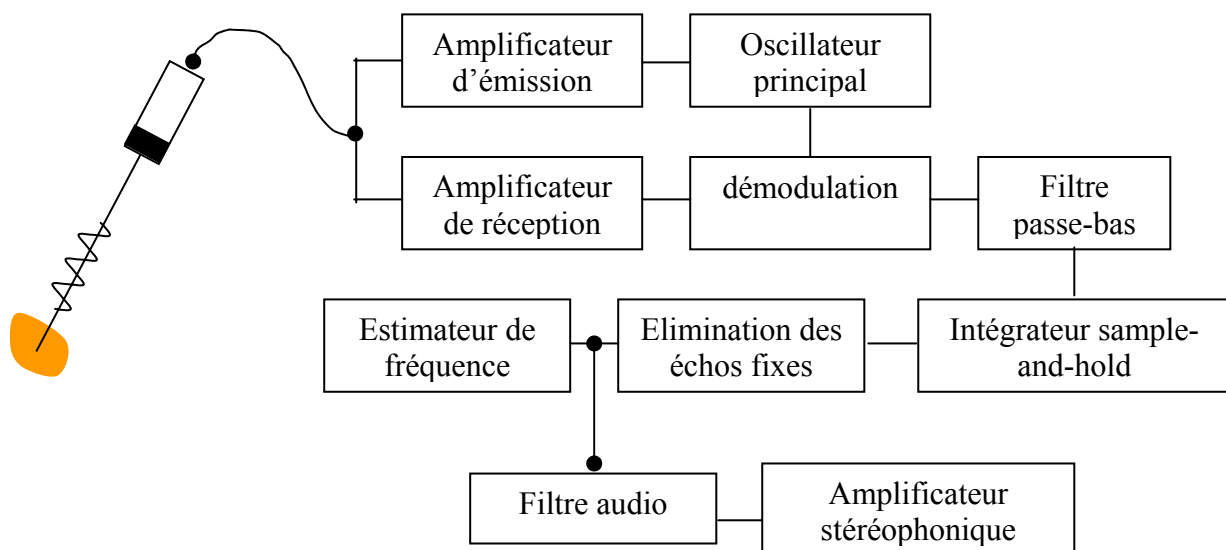 Amplificateur
d’émission
Oscillateur
principal
Amplificateur
de réception
démodulation
Filtre
passe-bas
Estimateur de
fréquence
Elimination des
échos fixes
Intégrateur sample-
and-hold
Filtre audio
Amplificateur
stéréophonique